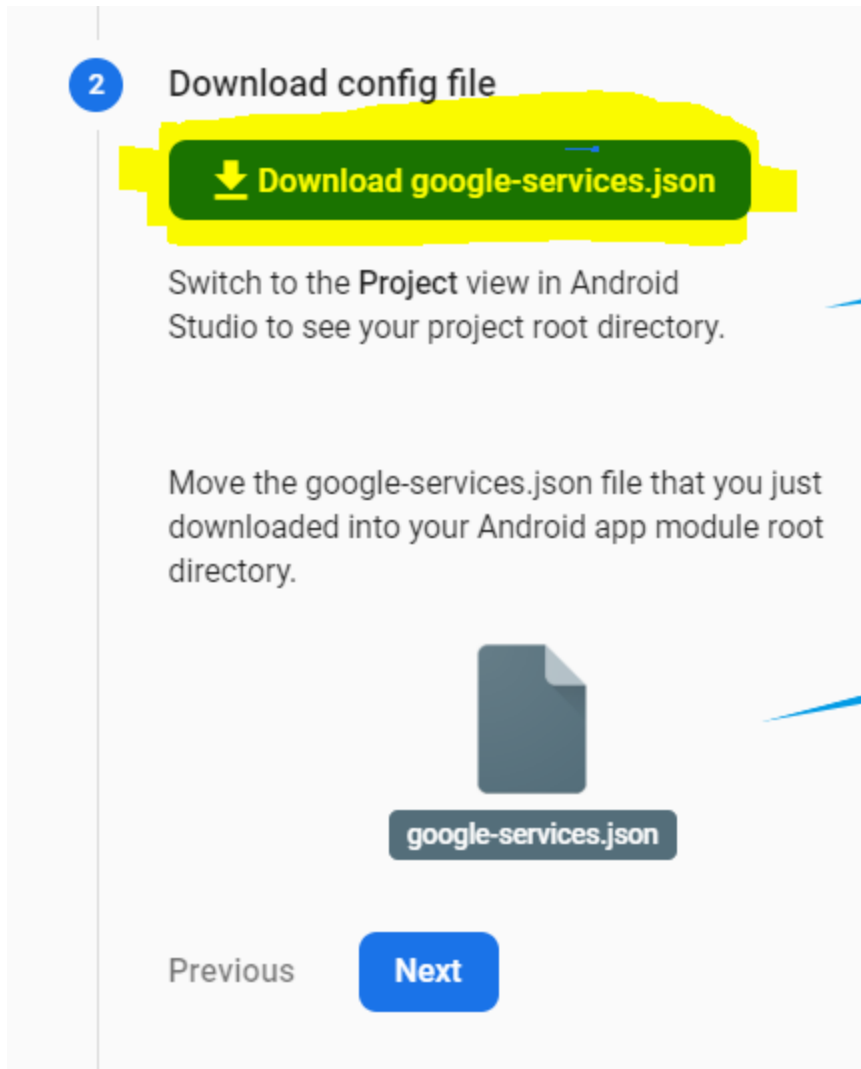 2
Download config file
Download google-services.json
Switch to the Project view in Android
Studio to see your project root directory.
Move the google-services.json file that you just
downloaded into your Android app module root
directory.
google-services.json
Previous Next